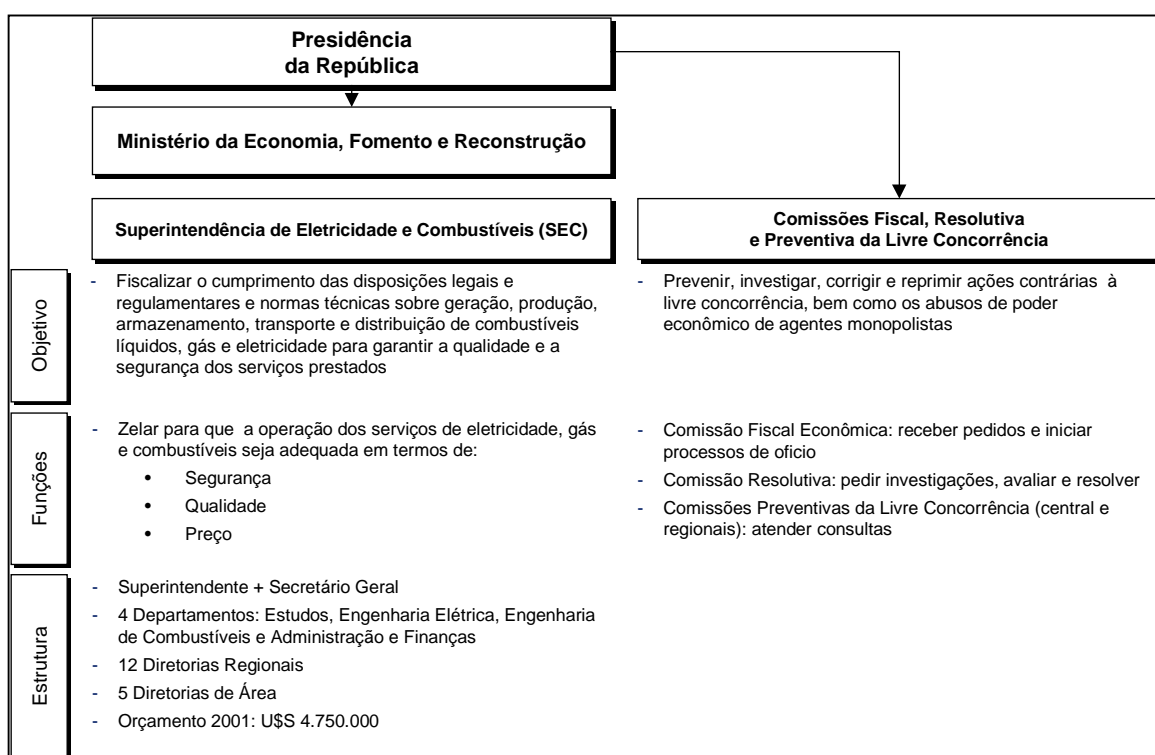 Presidência
da República
Ministério da Economia, Fomento e Reconstrução
Superintendência de Eletricidade e Combustíveis (SEC)
Comissões Fiscal, Resolutiva
e Preventiva da Livre Concorrência
Objetivo
- Fiscalizar o cumprimento das disposições legais e
regulamentares e normas técnicas sobre geração, produção,
armazenamento, transporte e distribuição de combustíveis
líquidos, gás e eletricidade para garantir a qualidade e a
segurança dos serviços prestados
- Prevenir, investigar, corrigir e reprimir ações contrárias à
livre concorrência, bem como os abusos de poder
econômico de agentes monopolistas
Funções
- Zelar para que a operação dos serviços de eletricidade, gás
e combustíveis seja adequada em termos de:
• Segurança
• Qualidade
• Preço
- Comissão Fiscal Econômica: receber pedidos e iniciar
processos de oficio
- Comissão Resolutiva: pedir investigações, avaliar e resolver
- Comissões Preventivas da Livre Concorrência (central e
regionais): atender consultas
Estrutura
- Superintendente + Secretário Geral
- 4 Departamentos: Estudos, Engenharia Elétrica, Engenharia
de Combustíveis e Administração e Finanças
- 12 Diretorias Regionais
- 5 Diretorias de Área
- Orçamento 2001: U$S 4.750.000